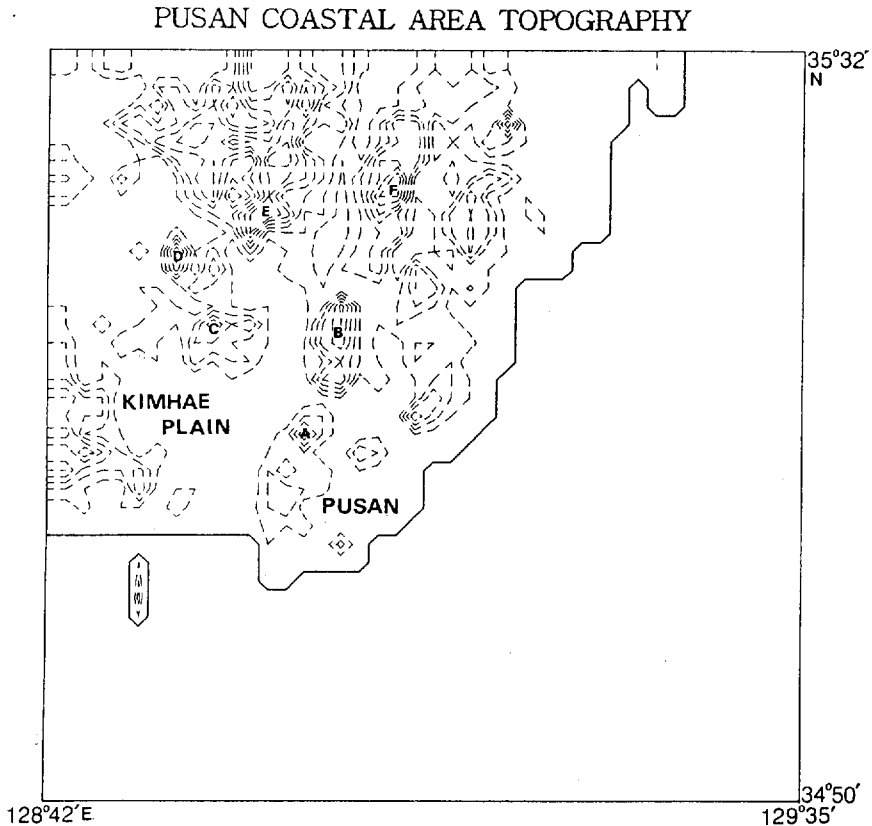 PUSAN COASTAL AREA TOPOGRAPHY
35°32′
N
F
E
D
C
B
KIMHAE
PLAIN
A
PUSAN
34°50′
128°42′E
129°35′